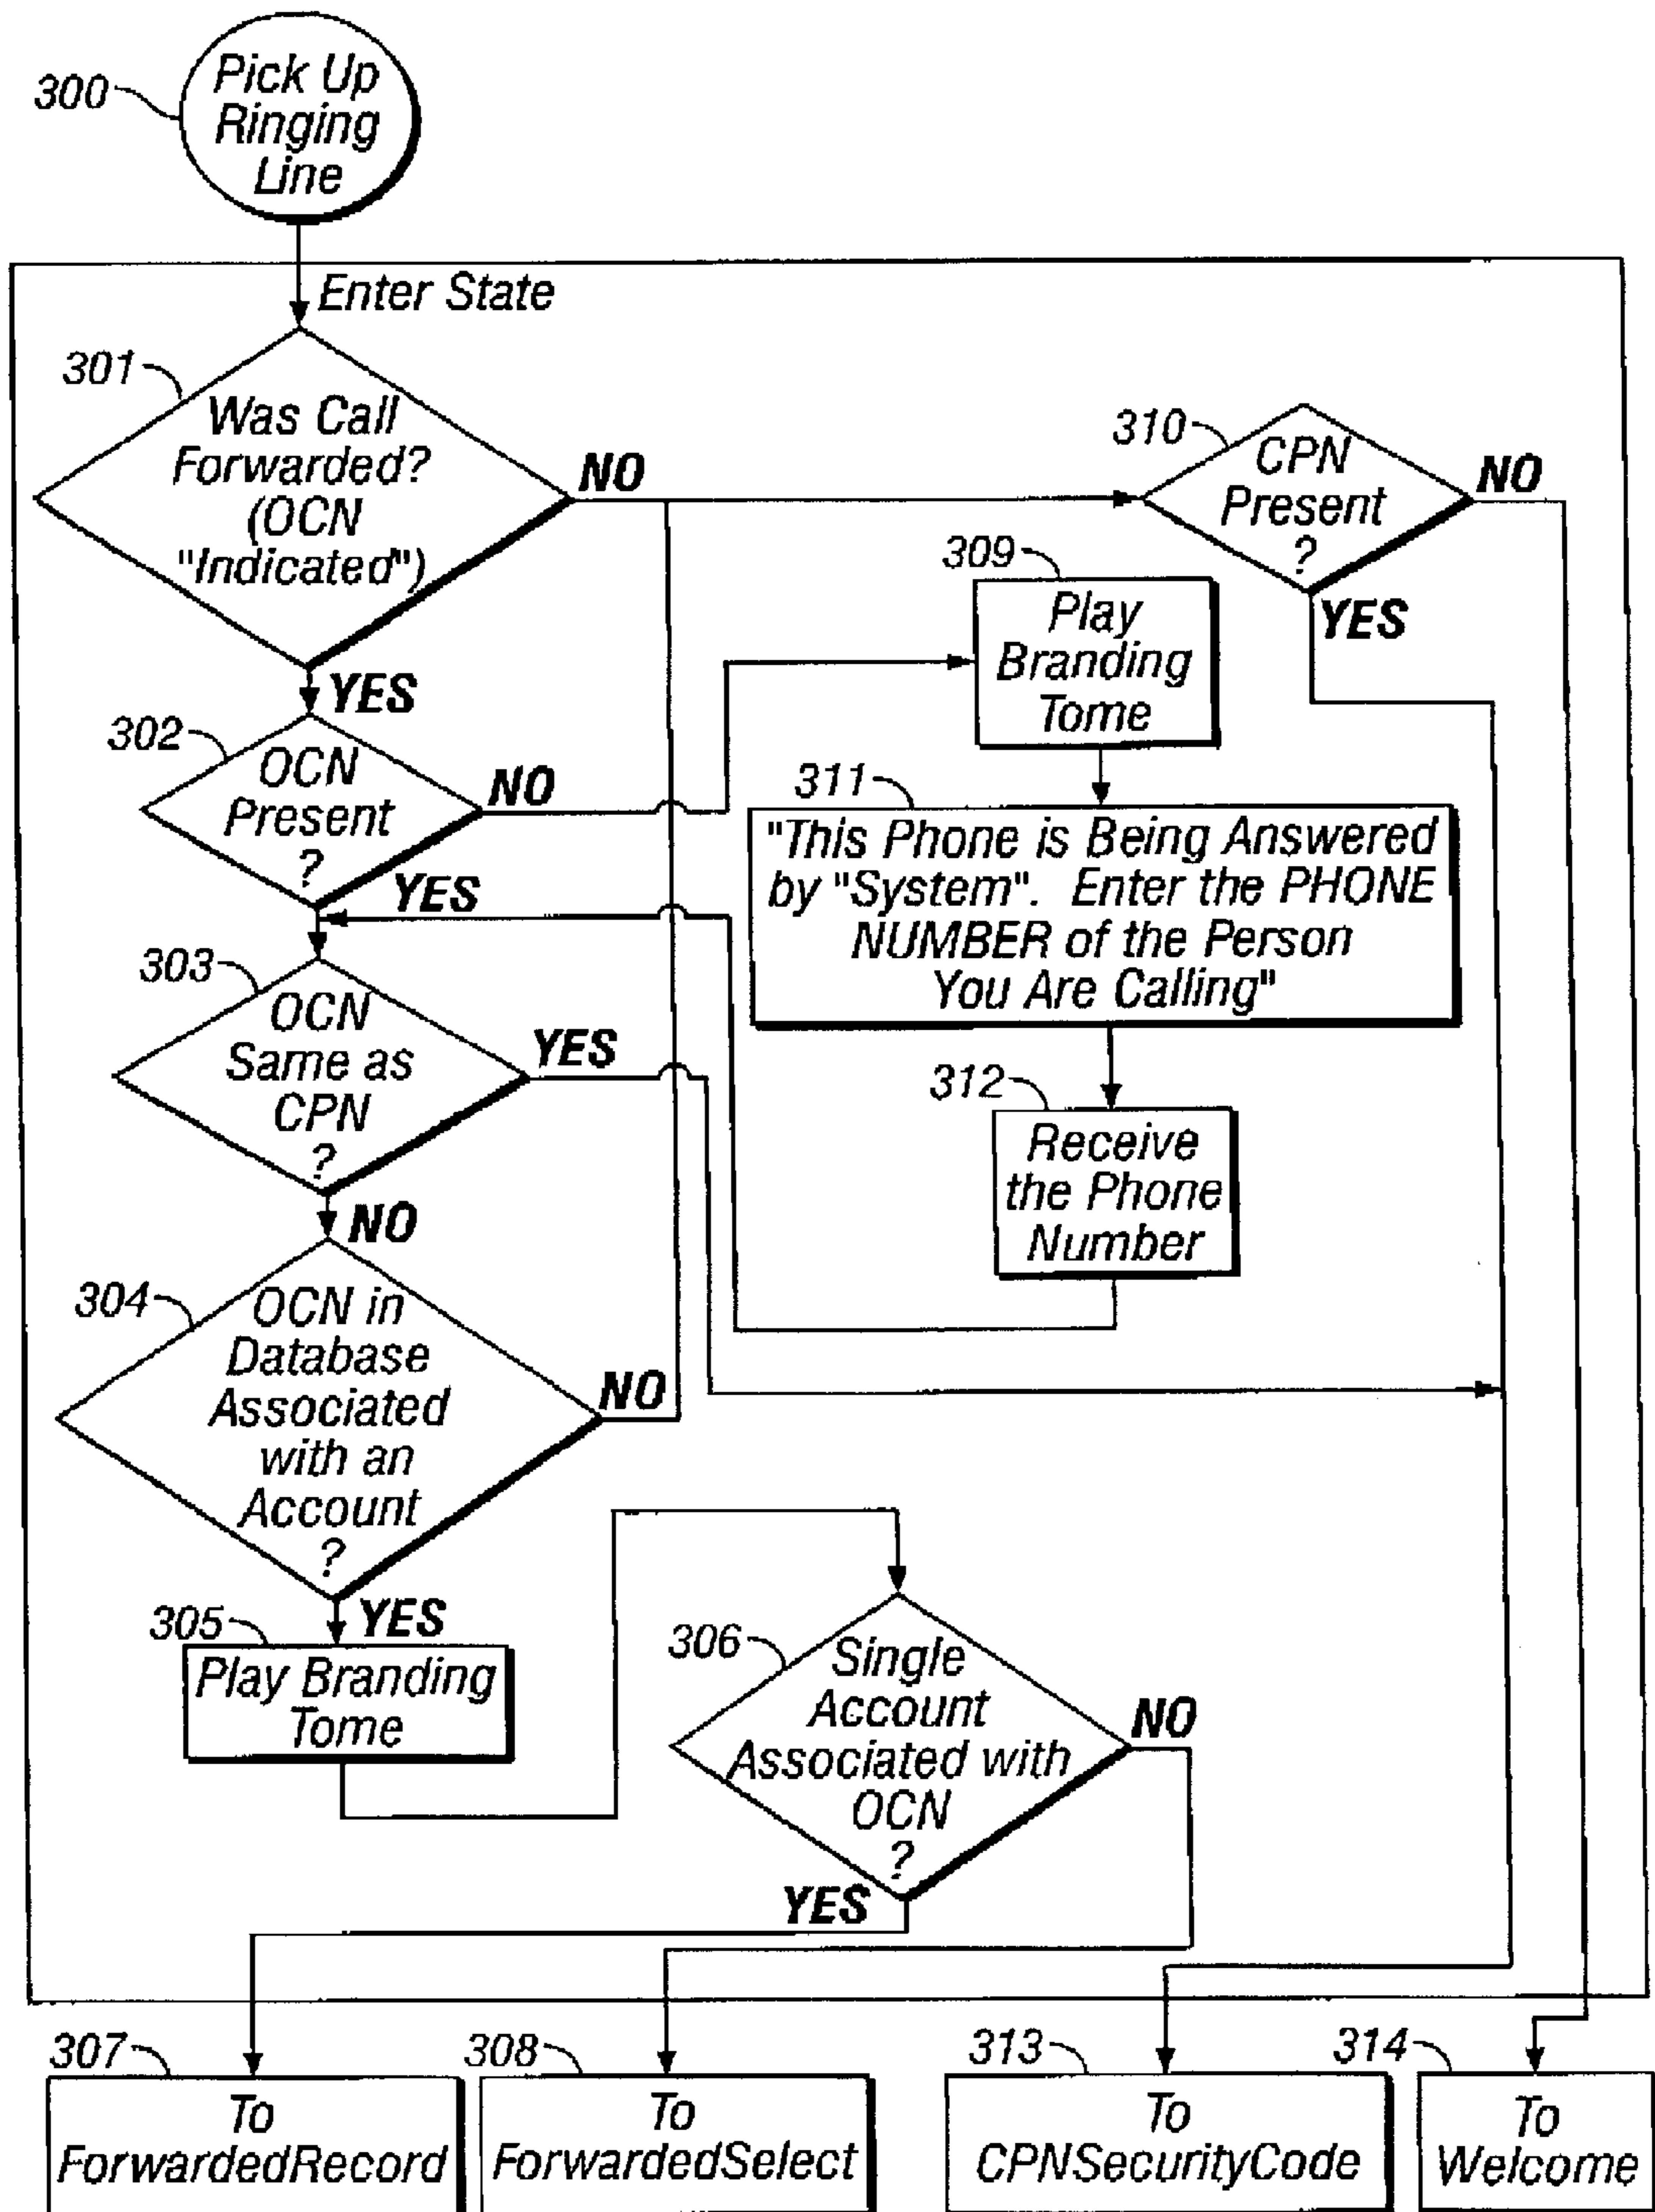 300
Pick Up
Ringing
Line
Enter State
301
Was Call
Forwarded?
(OCN
"Indicated")
NO
YES
310
CPN
Present
?
NO
YES
302
OCN
Present
?
NO
YES
309
Play
Branding
Tome
311
"This Phone is Being Answered
by "System". Enter the PHONE
NUMBER of the Person
You Are Calling"
303
OCN
Same as
CPN
?
YES
NO
312
Receive
the Phone
Number
304
OCN in
Database
Associated
with an
Account
?
NO
YES
305
Play Branding
Tome
306
Single
Account
Associated with
OCN
?
NO
YES
307
To
ForwardedRecord
308
To
ForwardedSelect
313
To
CPNSecurityCode
314
To
Welcome